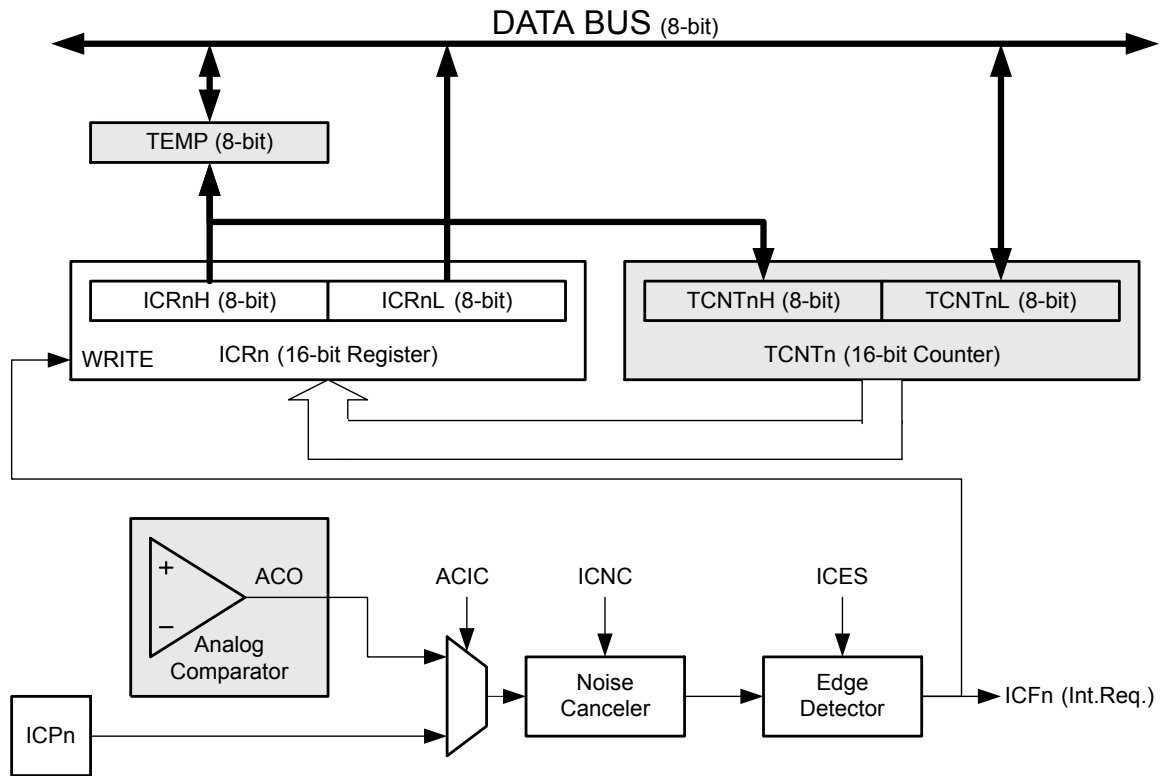 DATA BUS (8-bit)
TEMP (8-bit)
ICRnH (8-bit) ICRnL (8-bit) TCNTnH (8-bit) TCNTnL (8-bit)
WRITE ICRn (16-bit Register) TCNTn (16-bit Counter)
+
−
ACO
Analog
Comparator
ACIC ICNC ICES
Noise
Canceler
Edge
Detector
ICFn (Int.Req.)
ICPn